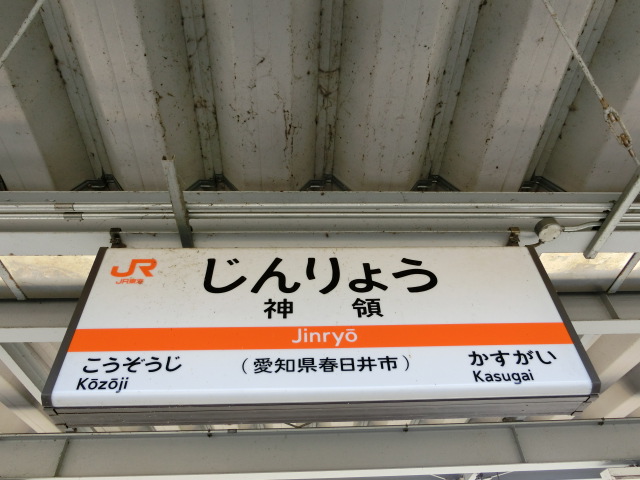 JR
JR東海
じんりょう
神領
Jinryō
こうぞうじ
Kōzōji
(愛知県春日井市)
かすがい
Kasugai